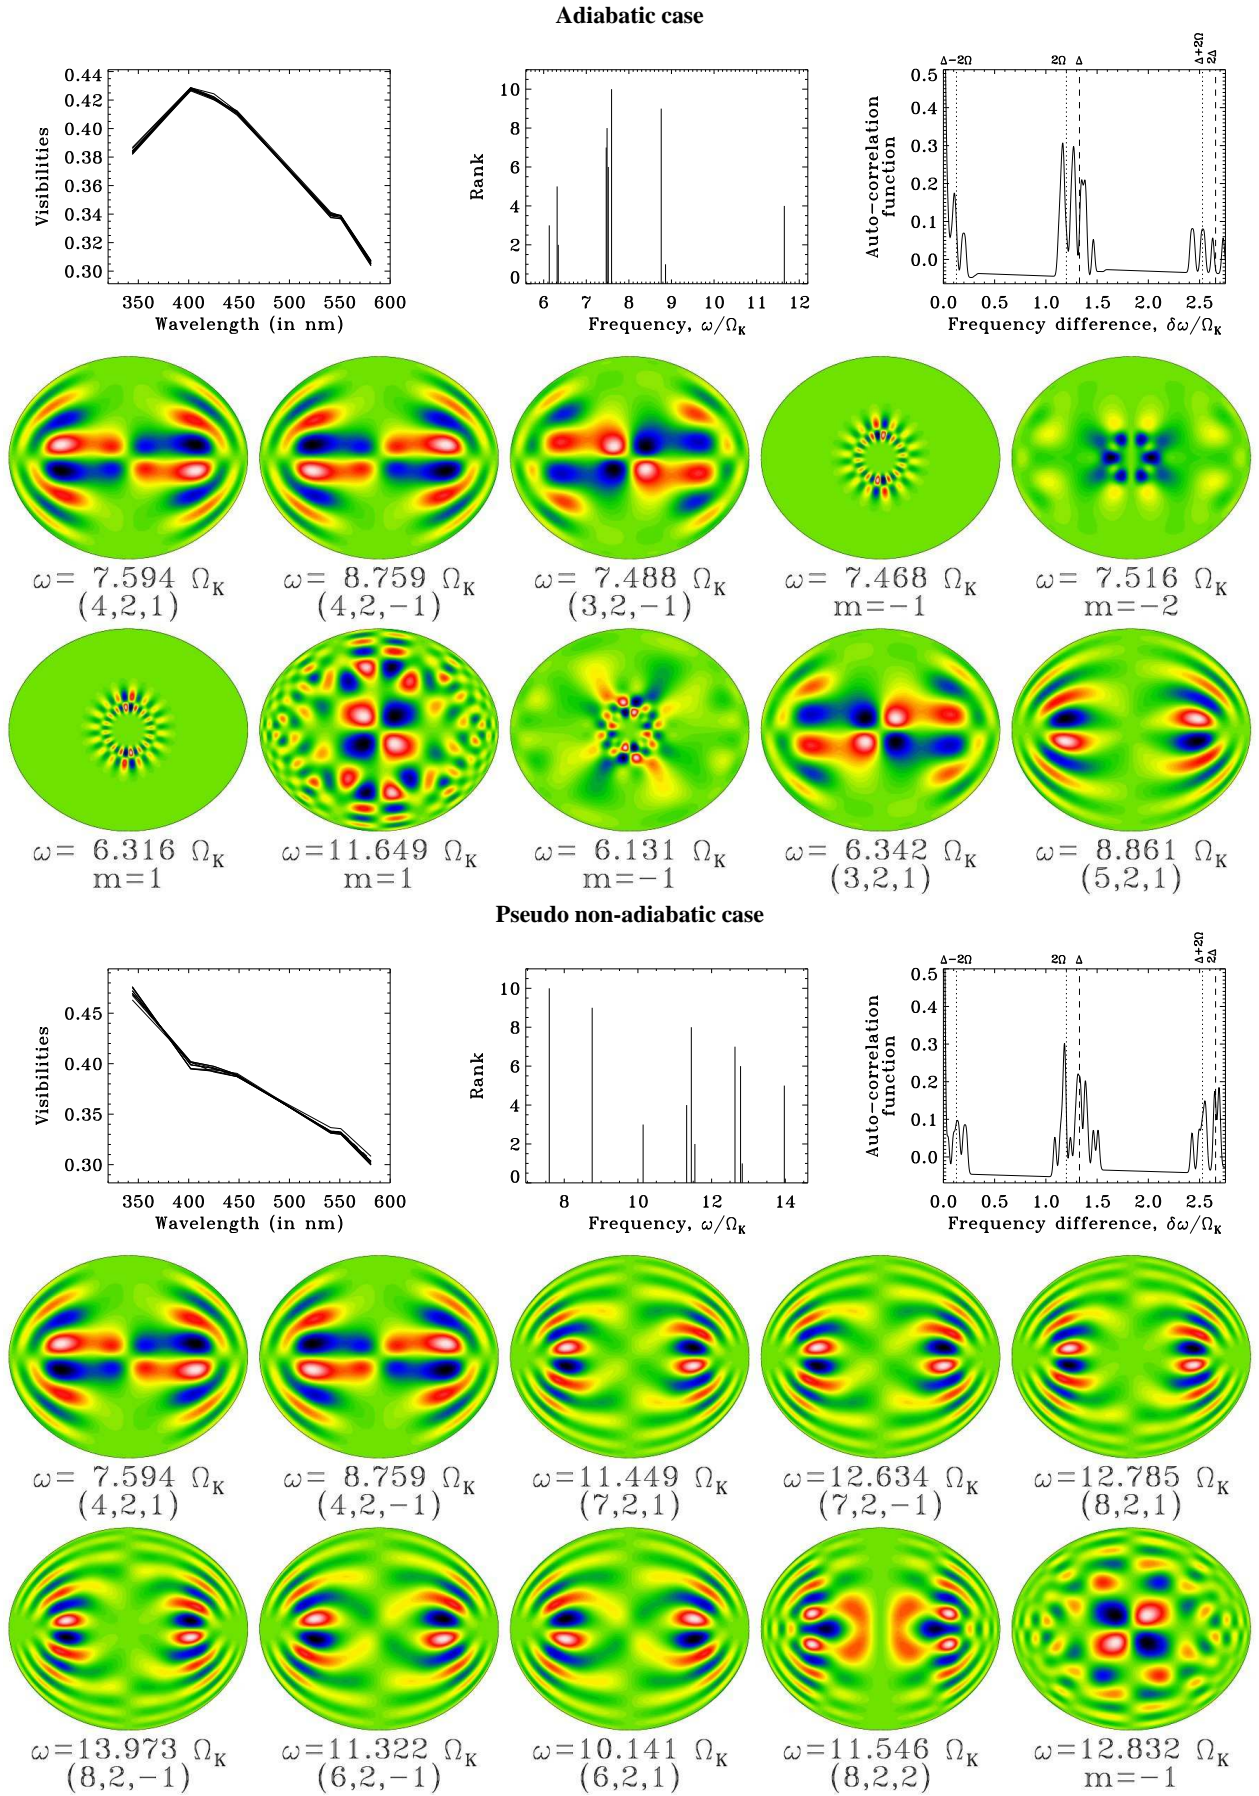 Adiabatic case
0.44
0.42
0.40
0.38
0.36
0.34
0.32
0.30
Visibilities
350 400 450 500 550 600
Wavelength (in nm)
10
8
6
4
2
0
Rank
6 7 8 9 10 11 12
Frequency, ω/Ω_K
Δ−2Ω 2Ω Δ Δ+2Ω 2Δ
0.5
0.4
0.3
0.2
0.1
0.0
Auto−correlation
function
0.0 0.5 1.0 1.5 2.0 2.5
Frequency difference, δω/Ω_K
ω= 7.594 Ω_K ω= 8.759 Ω_K ω= 7.488 Ω_K ω= 7.468 Ω_K ω= 7.516 Ω_K
(4,2,1) (4,2,−1) (3,2,−1) m=−1 m=−2
ω= 6.316 Ω_K ω=11.649 Ω_K ω= 6.131 Ω_K ω= 6.342 Ω_K ω= 8.861 Ω_K
m=1 m=1 m=−1 (3,2,1) (5,2,1)
Pseudo non-adiabatic case
0.45
0.40
0.35
0.30
Visibilities
350 400 450 500 550 600
Wavelength (in nm)
10
8
6
4
2
0
Rank
8 10 12 14
Frequency, ω/Ω_K
Δ−2Ω 2Ω Δ Δ+2Ω 2Δ
0.5
0.4
0.3
0.2
0.1
0.0
Auto−correlation
function
0.0 0.5 1.0 1.5 2.0 2.5
Frequency difference, δω/Ω_K
ω= 7.594 Ω_K ω= 8.759 Ω_K ω=11.449 Ω_K ω=12.634 Ω_K ω=12.785 Ω_K
(4,2,1) (4,2,−1) (7,2,1) (7,2,−1) (8,2,1)
ω=13.973 Ω_K ω=11.322 Ω_K ω=10.141 Ω_K ω=11.546 Ω_K ω=12.832 Ω_K
(8,2,−1) (6,2,−1) (6,2,1) (8,2,2) m=−1